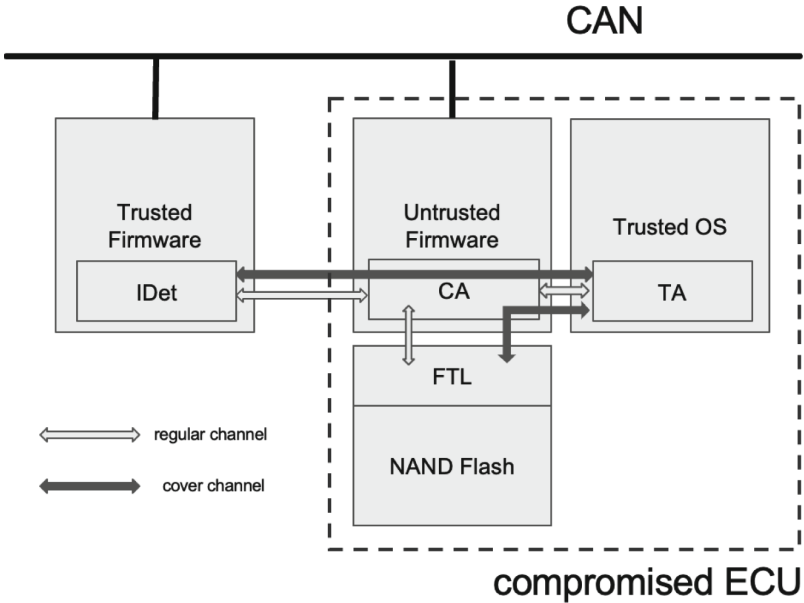 CAN
Trusted
Firmware
IDet
Untrusted
Firmware
CA
Trusted OS
TA
FTL
NAND Flash
regular channel
cover channel
compromised ECU